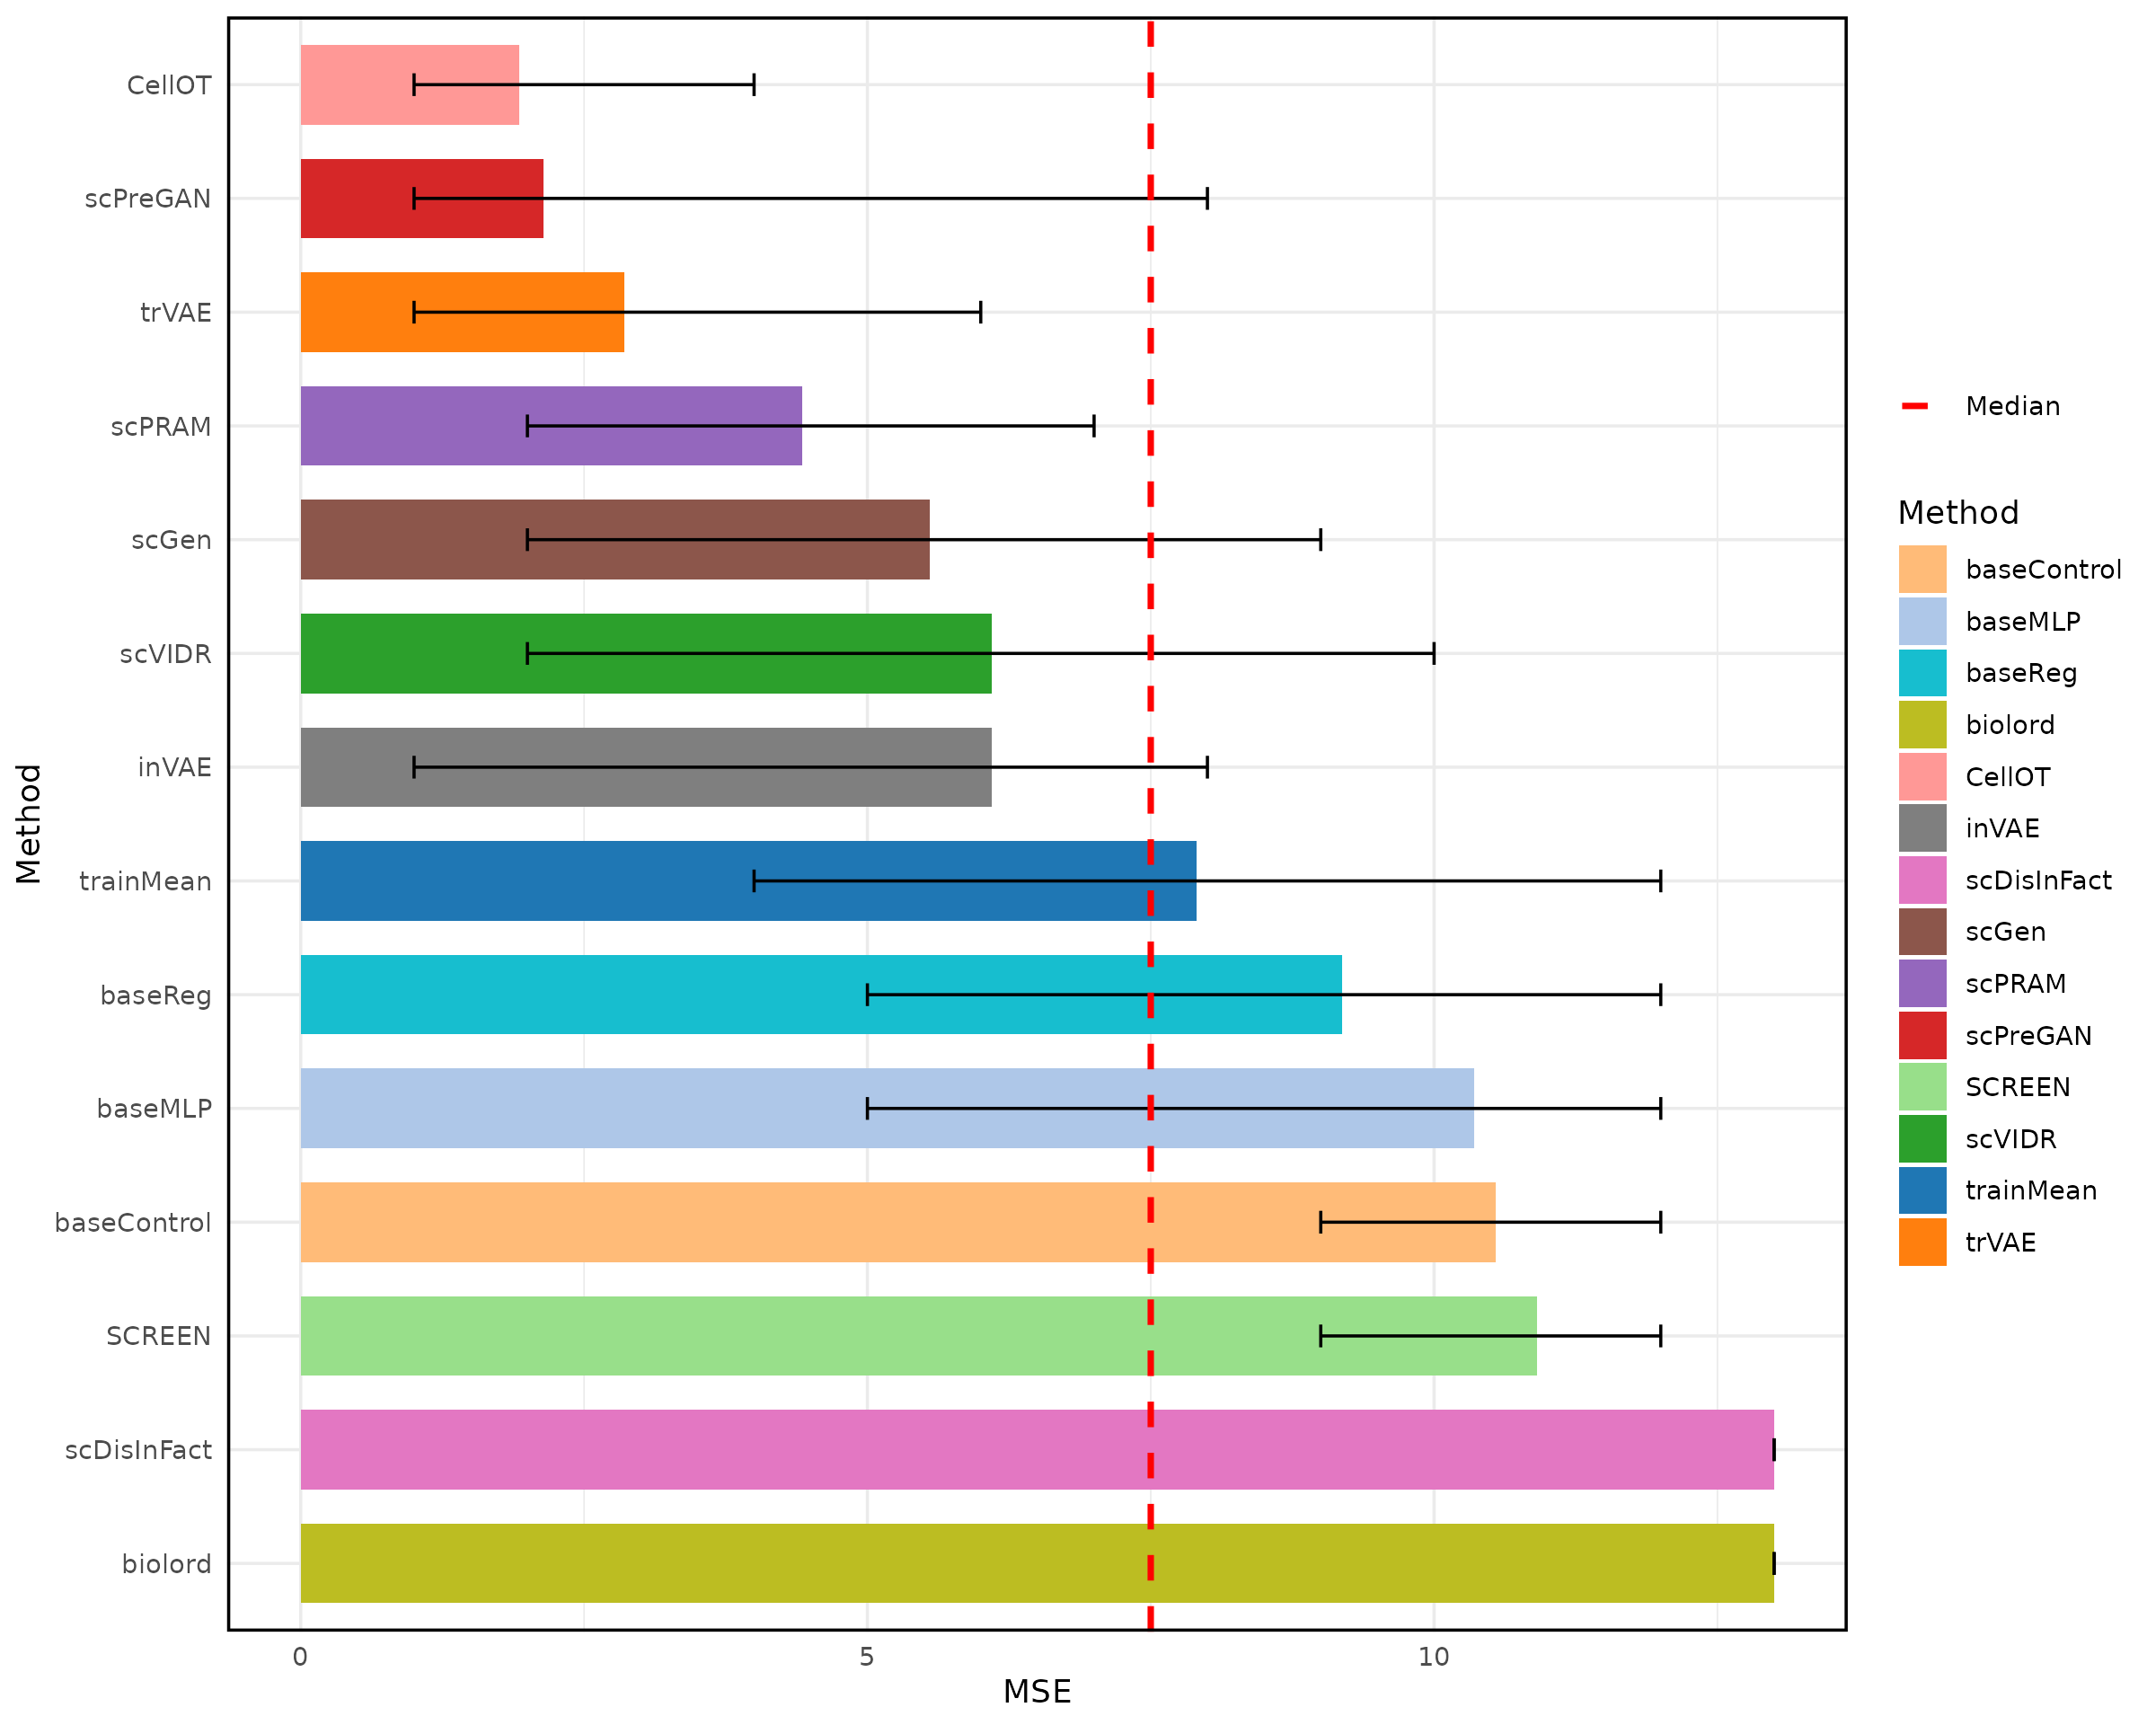 CellOT
scPreGAN
trVAE
scPRAM
scGen
scVIDR
inVAE
trainMean
baseReg
baseMLP
baseControl
SCREEN
scDisInFact
biolord
Method
0 5 10
MSE
Median
Method
baseControl
baseMLP
baseReg
biolord
CellOT
inVAE
scDisInFact
scGen
scPRAM
scPreGAN
SCREEN
scVIDR
trainMean
trVAE